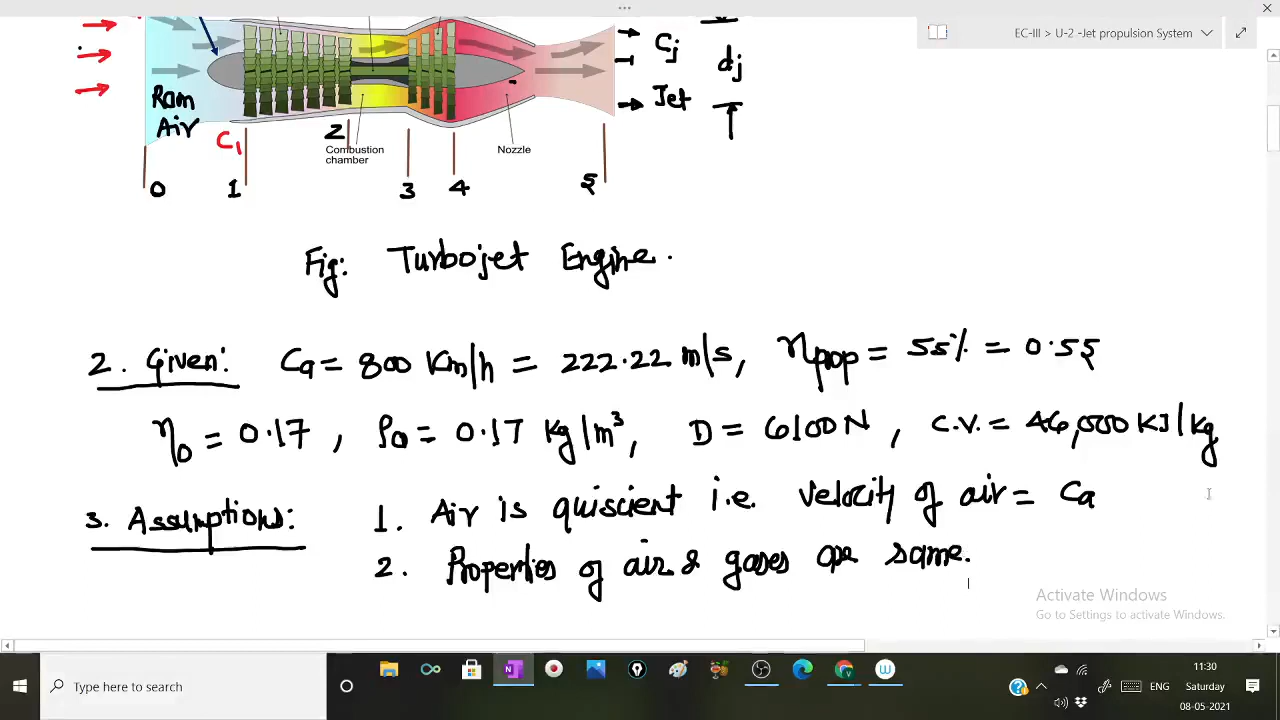 EC-III > U-2 -Jet propulsion System
Cj
dj
Jet
Ram
Air
C1
2
Combustion
chamber
Nozzle
0 1 3 4 5
Fig: Turbojet Engine.
2. Given: Ca = 800 Km/h = 222.22 m/s, ηprop = 55% = 0.55
ηo = 0.17, ρa = 0.17 Kg/m³, D = 6100N, C.V. = 46,000 KJ/Kg
3. Assumptions: 1. Air is quiscient i.e. velocity of air = Ca
2. Properties of air & gases are same.
Activate Windows
Go to Settings to activate Windows.
Type here to search
ENG
11:30
Saturday
08-05-2021